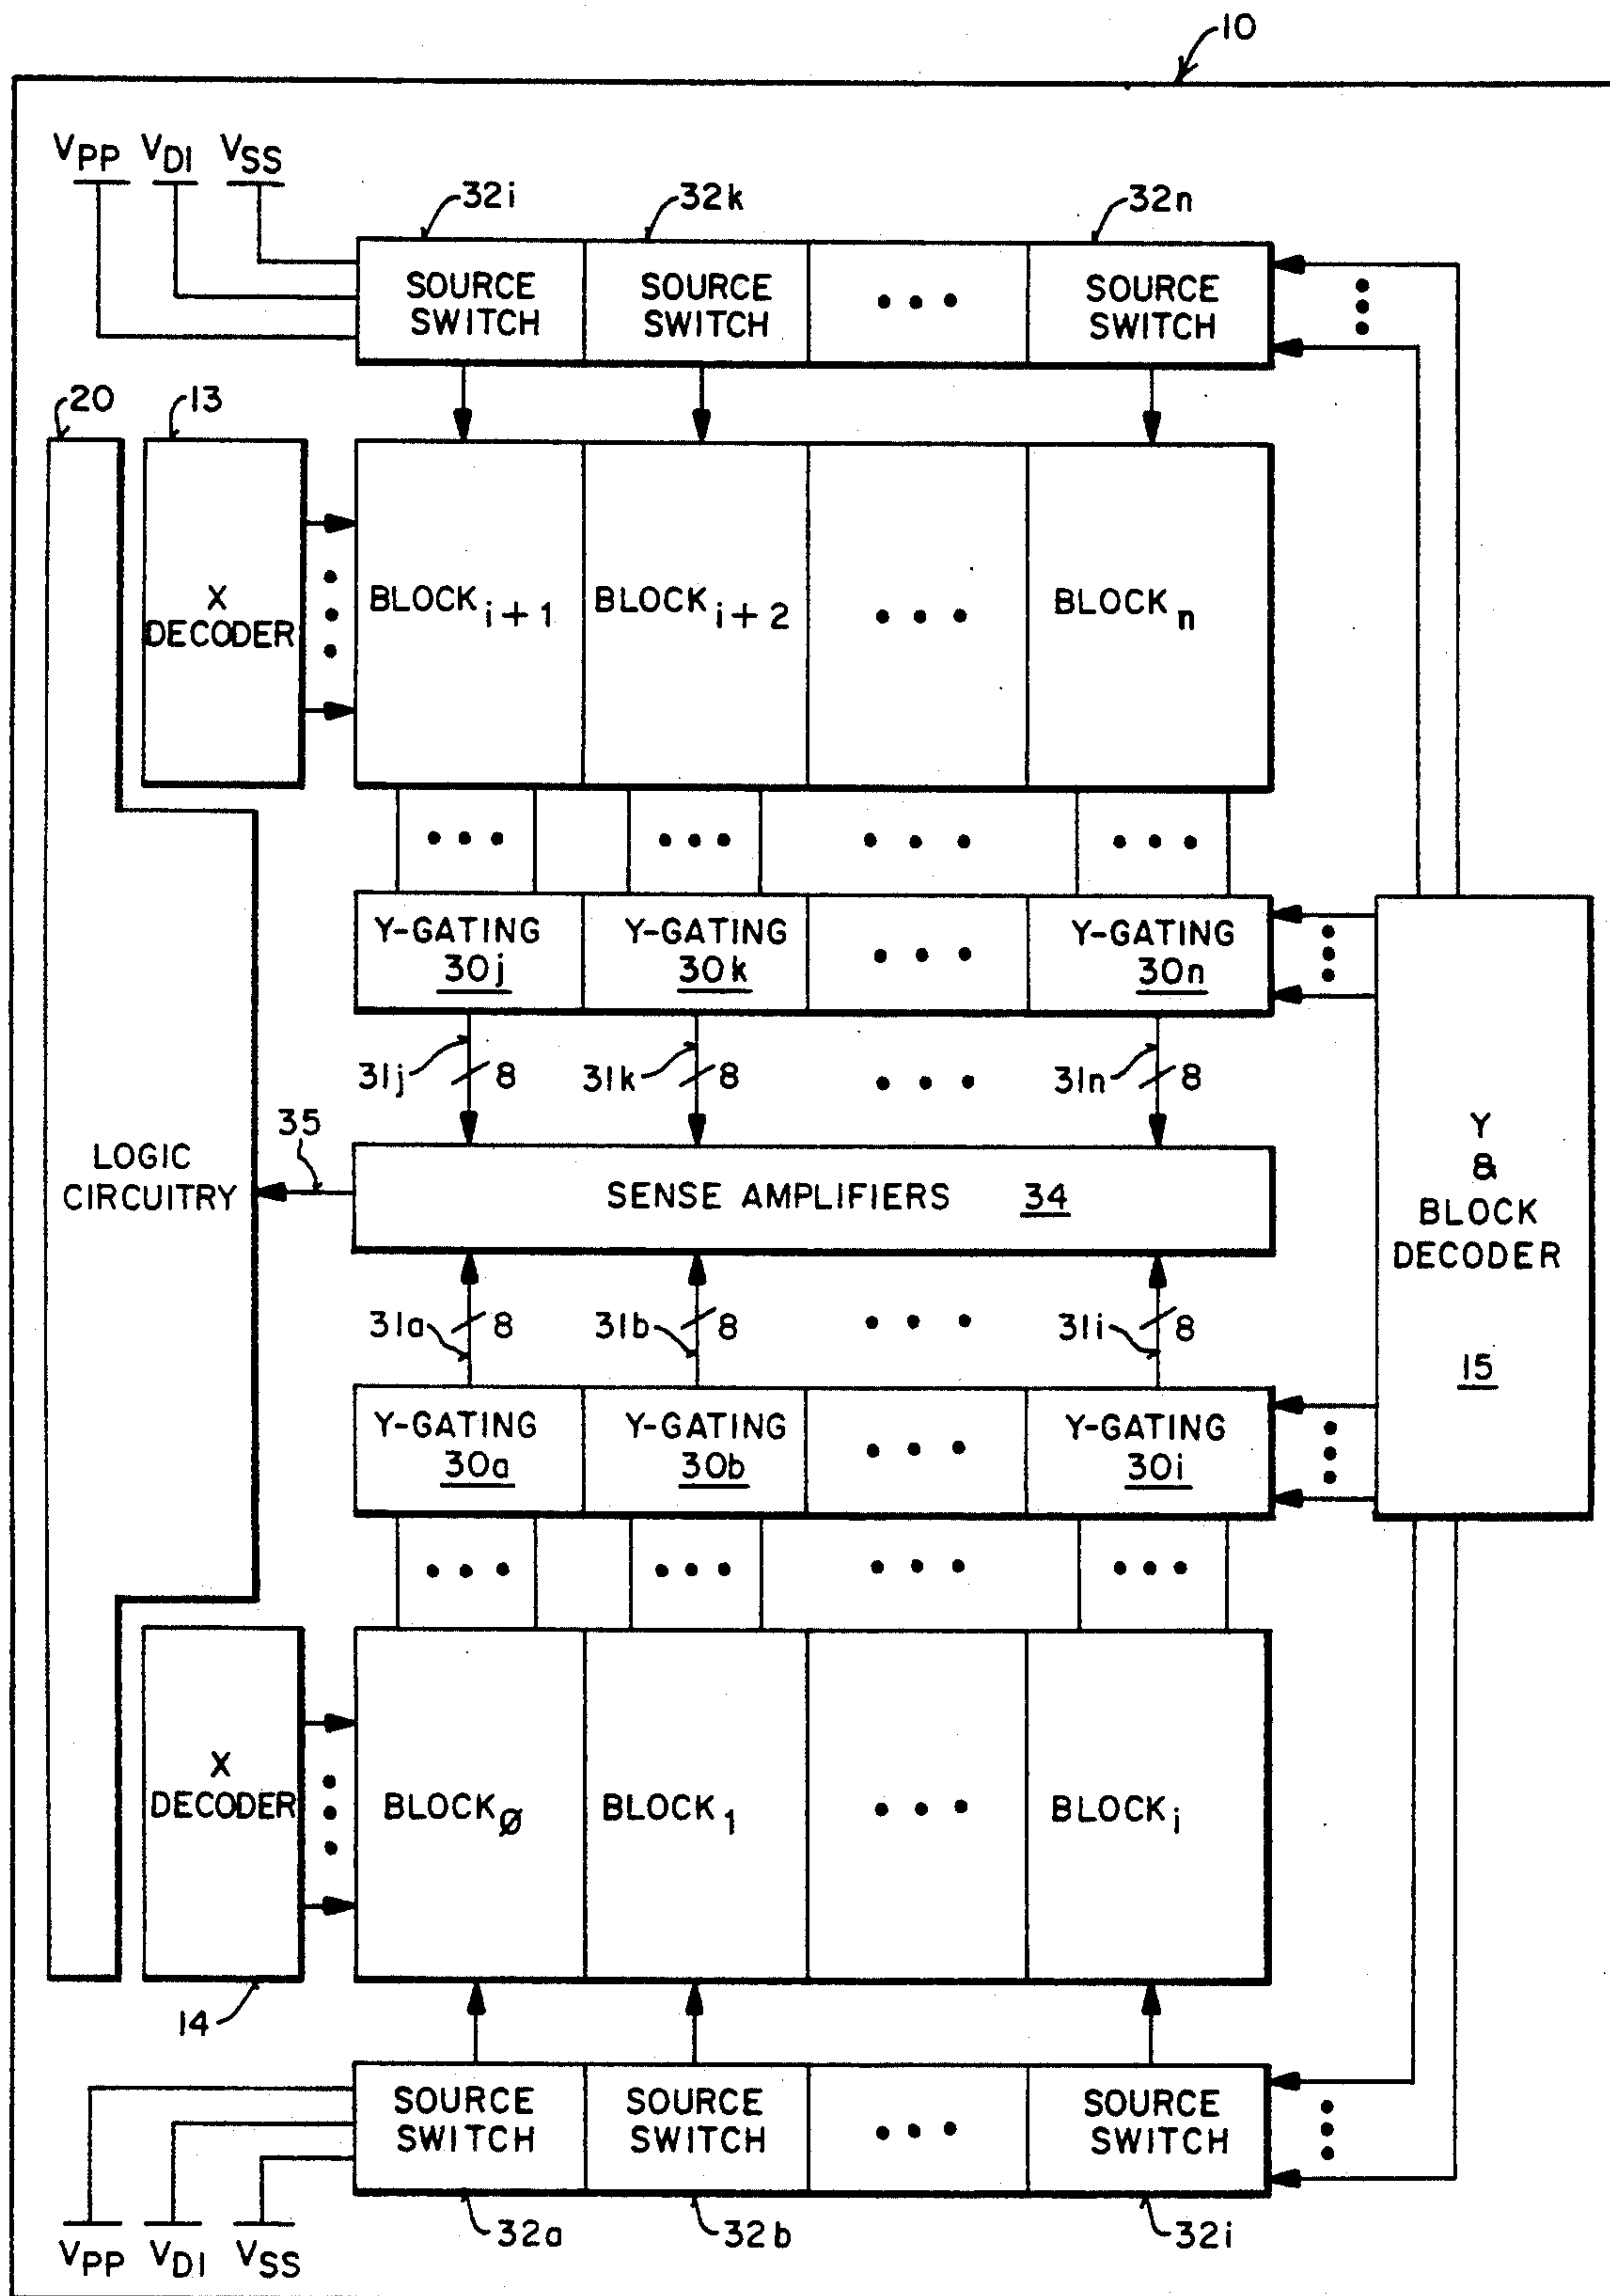 10
VPP VDI VSS
32i 32k 32n
SOURCE SWITCH
SOURCE SWITCH
• • •
SOURCE SWITCH
20 13
X DECODER
BLOCKi+1
BLOCKi+2
• • •
BLOCKn
Y-GATING 30j
Y-GATING 30k
• • •
Y-GATING 30n
31j 8 31k 8 • • • 31n 8
35
LOGIC CIRCUITRY
SENSE AMPLIFIERS 34
Y & BLOCK DECODER 15
31a 8 31b 8 • • • 31i 8
Y-GATING 30a
Y-GATING 30b
• • •
Y-GATING 30i
X DECODER
BLOCKø
BLOCK1
• • •
BLOCKi
14
SOURCE SWITCH
SOURCE SWITCH
• • •
SOURCE SWITCH
VPP VDI VSS
32a 32b 32i